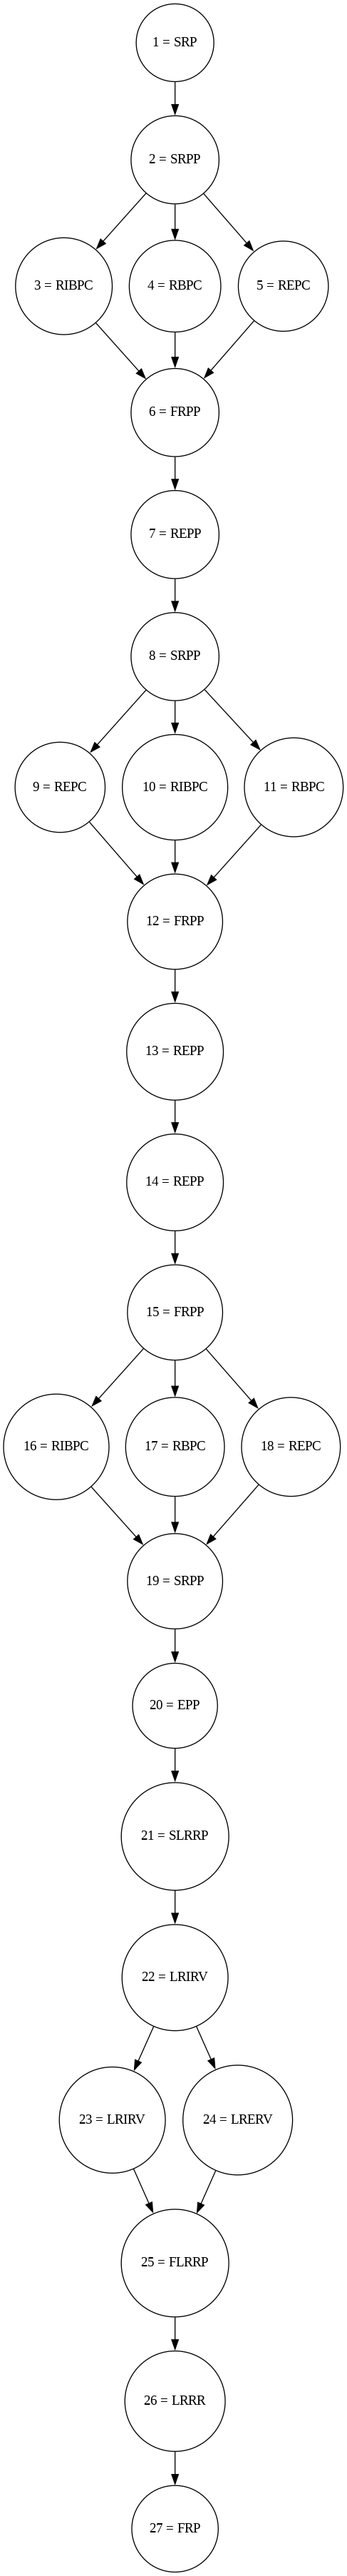 1 = SRP
2 = SRPP
3 = RIBPC
4 = RBPC
5 = REPC
6 = FRPP
7 = REPP
8 = SRPP
9 = REPC
10 = RIBPC
11 = RBPC
12 = FRPP
13 = REPP
14 = REPP
15 = FRPP
16 = RIBPC
17 = RBPC
18 = REPC
19 = SRPP
20 = EPP
21 = SLRRP
22 = LRIRV
23 = LRIRV
24 = LRERV
25 = FLRRP
26 = LRRR
27 = FRP